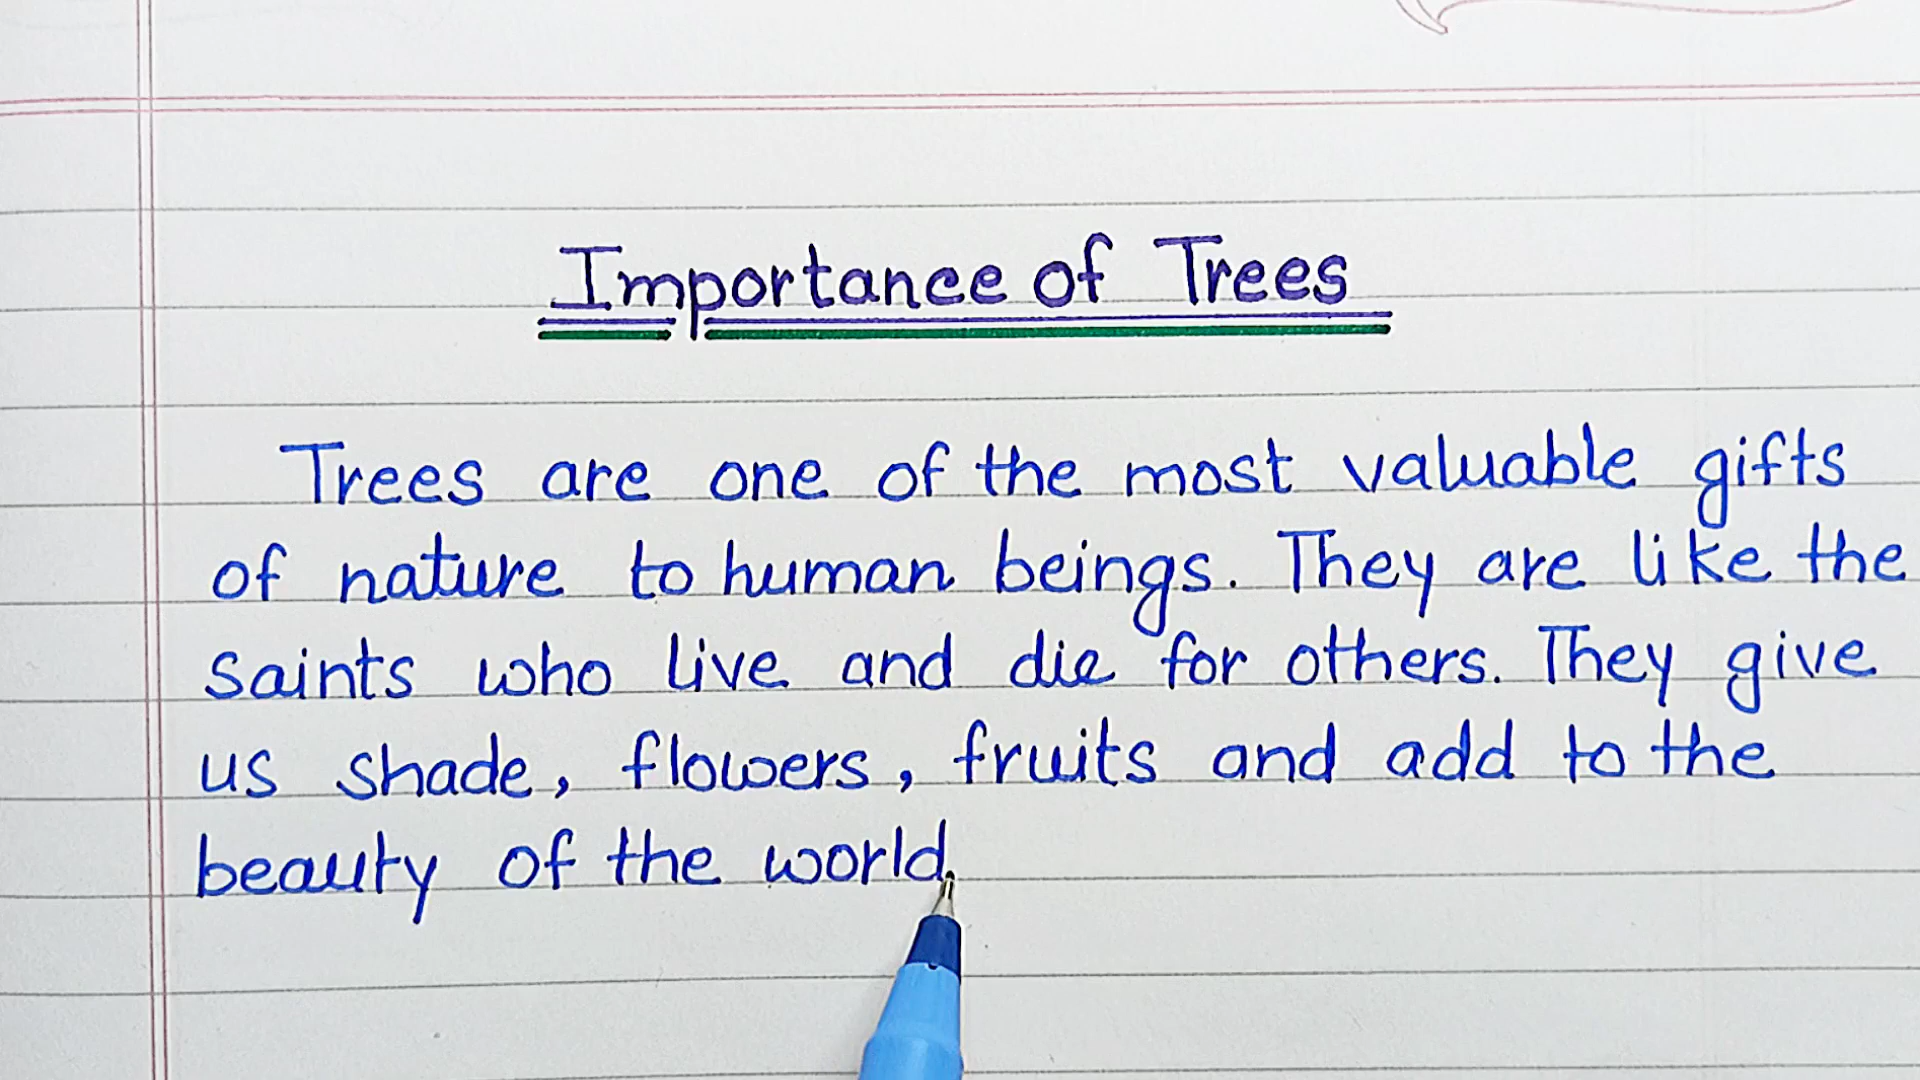 Importance of Trees
Trees are one of the most valuable gifts
of nature to human beings. They are like the
saints who live and die for others. They give
us shade, flowers, fruits and add to the
beauty of the world.